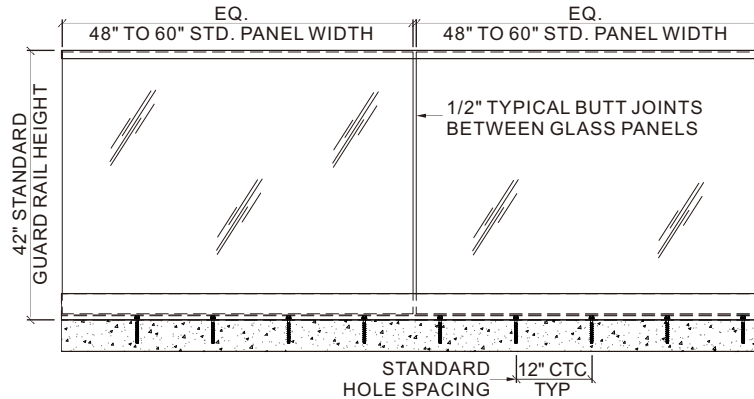 EQ.
48" TO 60" STD. PANEL WIDTH
EQ.
48" TO 60" STD. PANEL WIDTH
42" STANDARD
GUARD RAIL HEIGHT
1/2" TYPICAL BUTT JOINTS
BETWEEN GLASS PANELS
STANDARD
HOLE SPACING
12" CTC
TYP